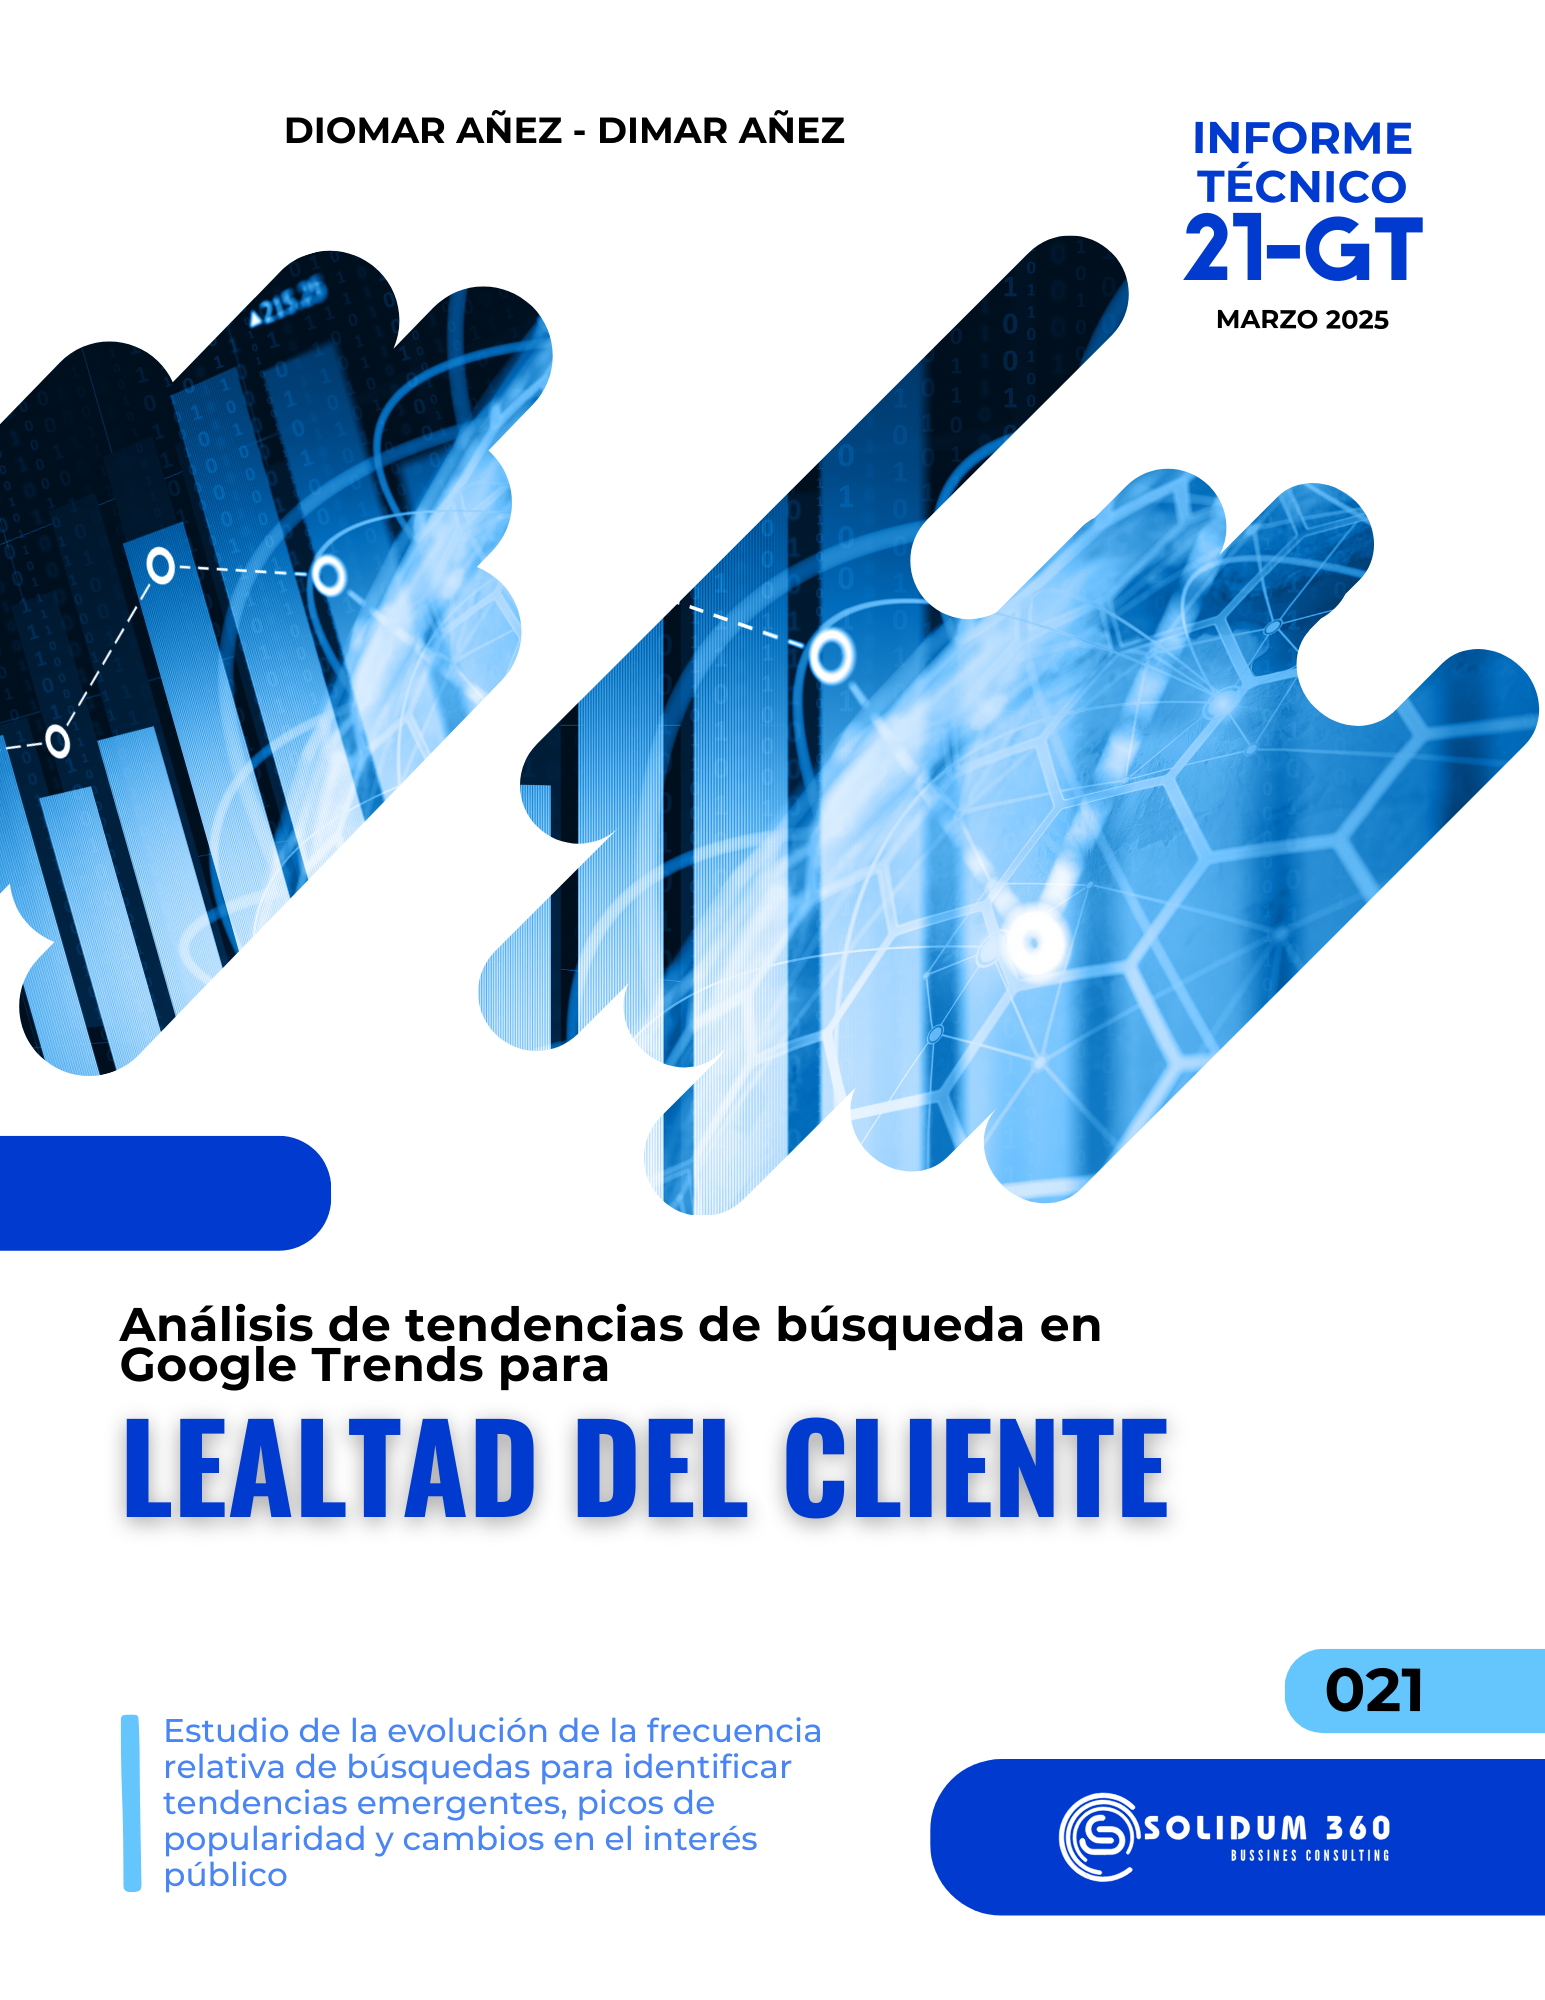 DIOMAR AÑEZ - DIMAR AÑEZ
INFORME
TÉCNICO
21-GT
MARZO 2025
▲215.29
Análisis de tendencias de búsqueda en
Google Trends para
LEALTAD DEL CLIENTE
021
Estudio de la evolución de la frecuencia
relativa de búsquedas para identificar
tendencias emergentes, picos de
popularidad y cambios en el interés
público
SOLIDUM 360
BUSSINES CONSULTING